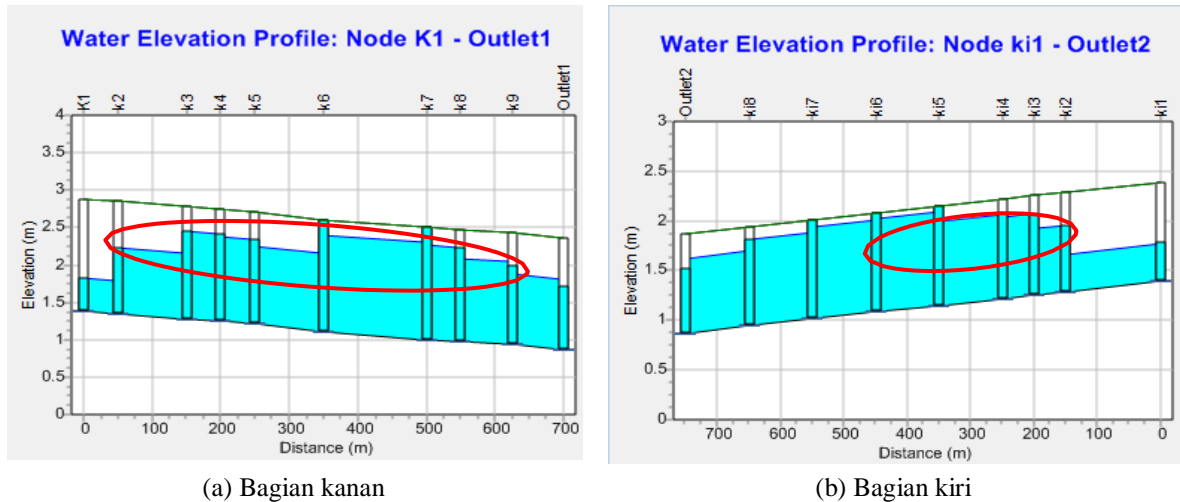 Water Elevation Profile: Node K1 - Outlet1
K1 k2 k3 k4 k5 k6 k7 k8 k9 Outlet1
4
3.5
3
2.5
2
1.5
1
0.5
0
Elevation (m)
0 100 200 300 400 500 600 700
Distance (m)
(a) Bagian kanan
Water Elevation Profile: Node ki1 - Outlet2
Outlet2 ki8 ki7 ki6 ki5 ki4 ki3 ki2 ki1
3
2.5
2
1.5
1
0.5
0
Elevation (m)
700 600 500 400 300 200 100 0
Distance (m)
(b) Bagian kiri